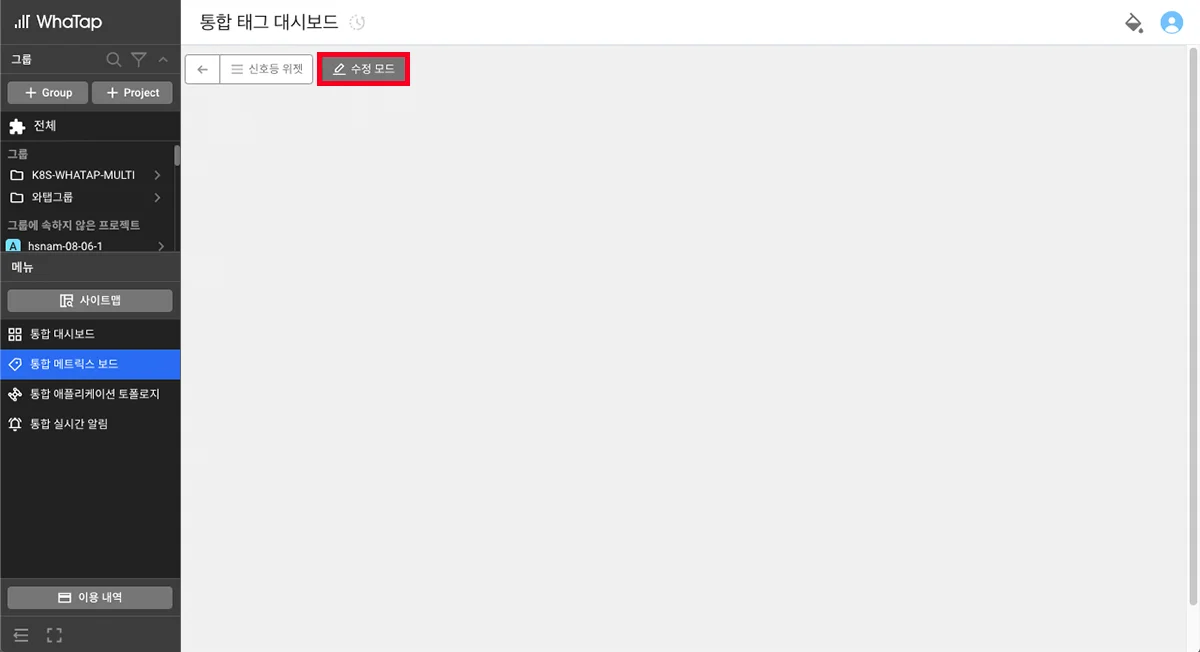 WhaTap
통합 태그 대시보드
그룹
Group
Project
전체
그룹
K8S-WHATAP-MULTI
와탭그룹
그룹에 속하지 않은 프로젝트
A hsnam-08-06-1
메뉴
사이트맵
통합 대시보드
통합 메트릭스 보드
통합 애플리케이션 토폴로지
통합 실시간 알림
이용 내역
신호등 위젯
수정 모드